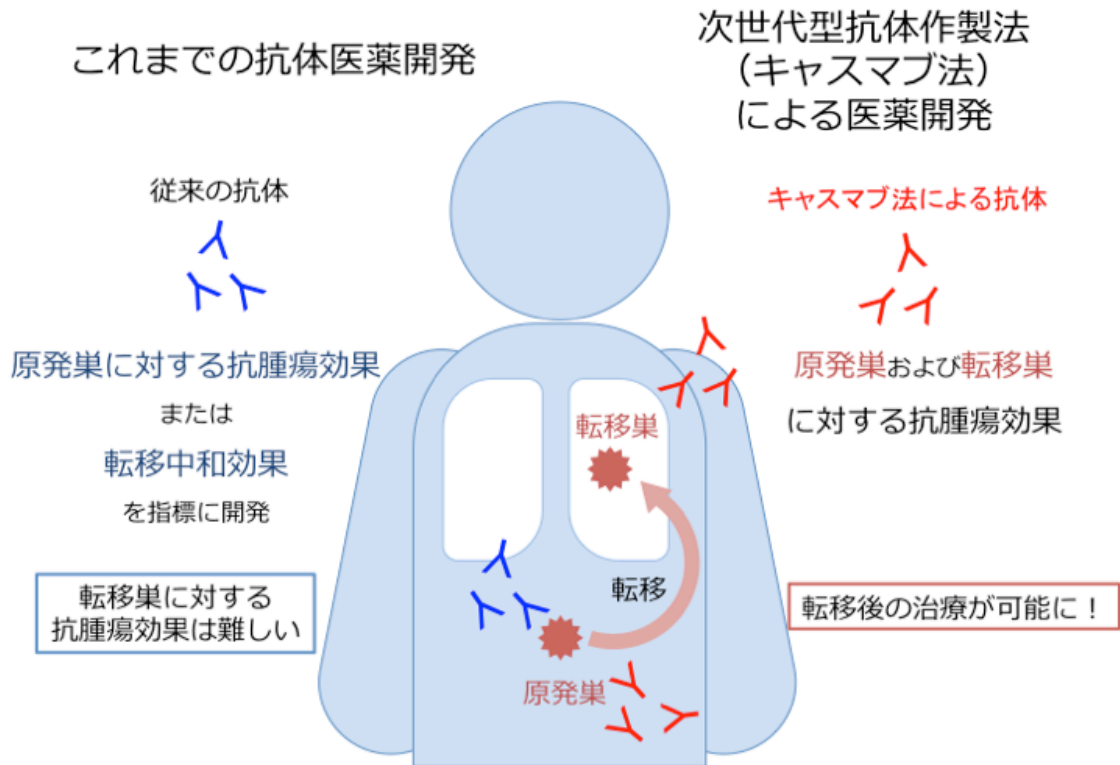 これまでの抗体医薬開発
従来の抗体
原発巣に対する抗腫瘍効果
または
転移中和効果
を指標に開発
転移巣に対する
抗腫瘍効果は難しい
次世代型抗体作製法
（キャスマブ法）
による医薬開発
キャスマブ法による抗体
原発巣および転移巣
に対する抗腫瘍効果
転移後の治療が可能に！
転移巣
転移
原発巣